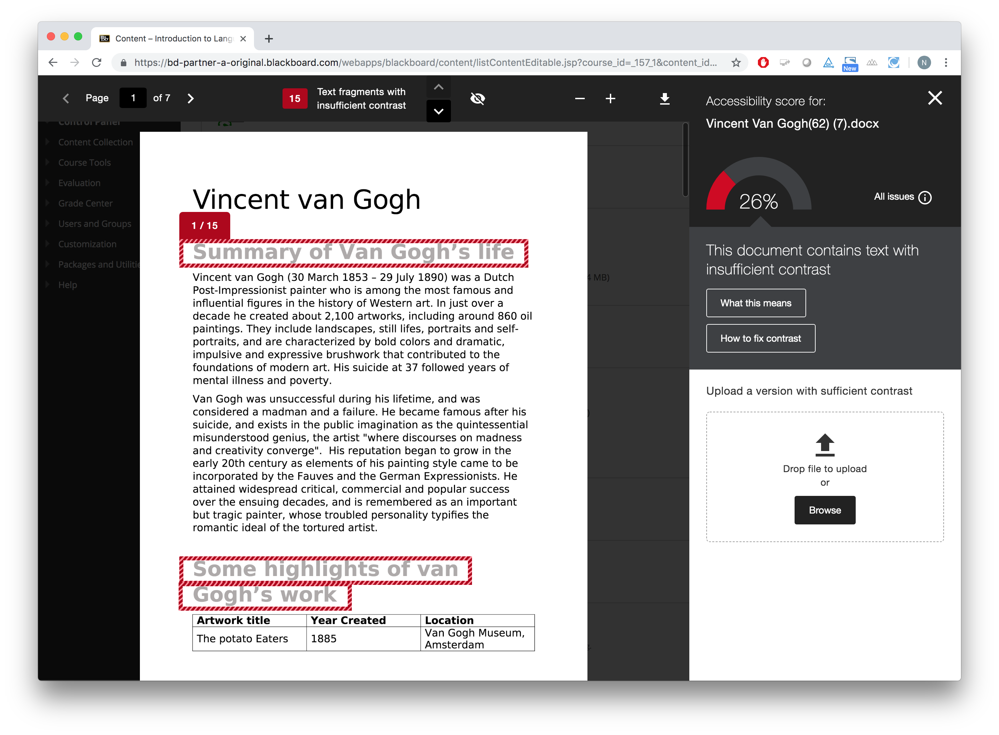 Bb Content – Introduction to Lang
https://bd-partner-a-original.blackboard.com/webapps/blackboard/content/listContentEditable.jsp?course_id=_157_1&content_id...
New
N
Page 1 of 7
15
Text fragments with
insufficient contrast
Control Panel
Content Collection
Course Tools
Evaluation
Grade Center
Users and Groups
Customization
Packages and Utilitie
Help
Vincent van Gogh
1 / 15
Summary of Van Gogh’s life
Vincent van Gogh (30 March 1853 – 29 July 1890) was a Dutch
Post-Impressionist painter who is among the most famous and
influential figures in the history of Western art. In just over a
decade he created about 2,100 artworks, including around 860 oil
paintings. They include landscapes, still lifes, portraits and self-
portraits, and are characterized by bold colors and dramatic,
impulsive and expressive brushwork that contributed to the
foundations of modern art. His suicide at 37 followed years of
mental illness and poverty.
Van Gogh was unsuccessful during his lifetime, and was
considered a madman and a failure. He became famous after his
suicide, and exists in the public imagination as the quintessential
misunderstood genius, the artist "where discourses on madness
and creativity converge".  His reputation began to grow in the
early 20th century as elements of his painting style came to be
incorporated by the Fauves and the German Expressionists. He
attained widespread critical, commercial and popular success
over the ensuing decades, and is remembered as an important
but tragic painter, whose troubled personality typifies the
romantic ideal of the tortured artist.
Some highlights of van
Gogh’s work
Artwork title Year Created Location
The potato Eaters 1885 Van Gogh Museum,
Amsterdam
4 MB)
Accessibility score for:
Vincent Van Gogh(62) (7).docx
26%
All issues
This document contains text with
insufficient contrast
What this means
How to fix contrast
Upload a version with sufficient contrast
Drop file to upload
or
Browse